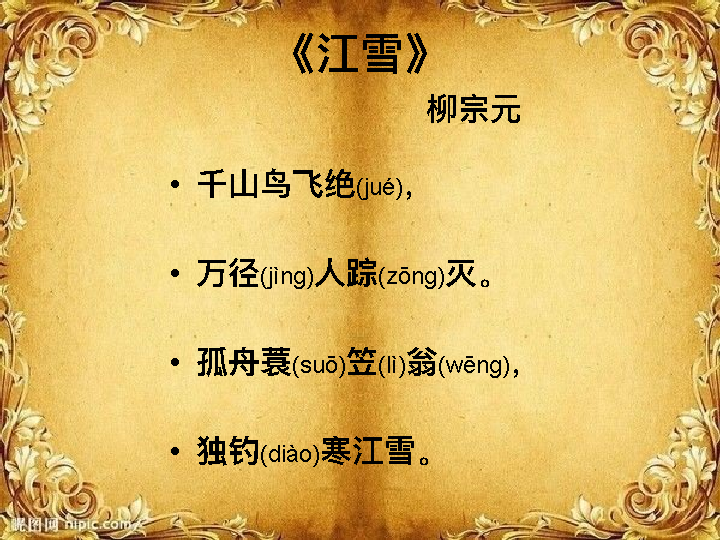 《江雪》
柳宗元
• 千山鸟飞绝(jué)，
• 万径(jìng)人踪(zōng)灭。
• 孤舟蓑(suō)笠(lì)翁(wēng)，
• 独钓(diào)寒江雪。
昵图网 nipic.com/